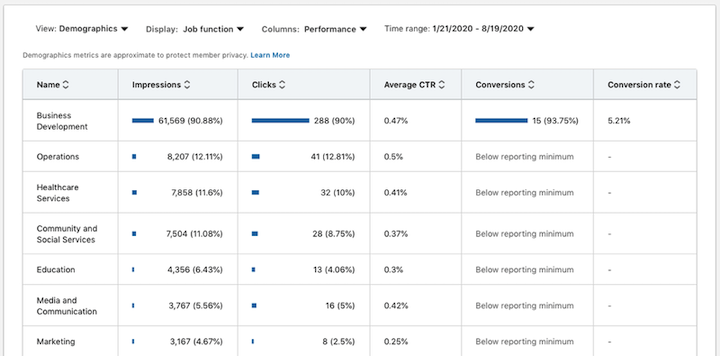 View: Demographics Display: Job function Columns: Performance Time range: 1/21/2020 - 8/19/2020
Demographics metrics are approximate to protect member privacy. Learn More
Name Impressions Clicks Average CTR Conversions Conversion rate
Business
Development 61,569 (90.88%) 288 (90%) 0.47% 15 (93.75%) 5.21%
Operations 8,207 (12.11%) 41 (12.81%) 0.5% Below reporting minimum -
Healthcare
Services 7,858 (11.6%) 32 (10%) 0.41% Below reporting minimum -
Community and
Social Services 7,504 (11.08%) 28 (8.75%) 0.37% Below reporting minimum -
Education 4,356 (6.43%) 13 (4.06%) 0.3% Below reporting minimum -
Media and
Communication 3,767 (5.56%) 16 (5%) 0.42% Below reporting minimum -
Marketing 3,167 (4.67%) 8 (2.5%) 0.25% Below reporting minimum -